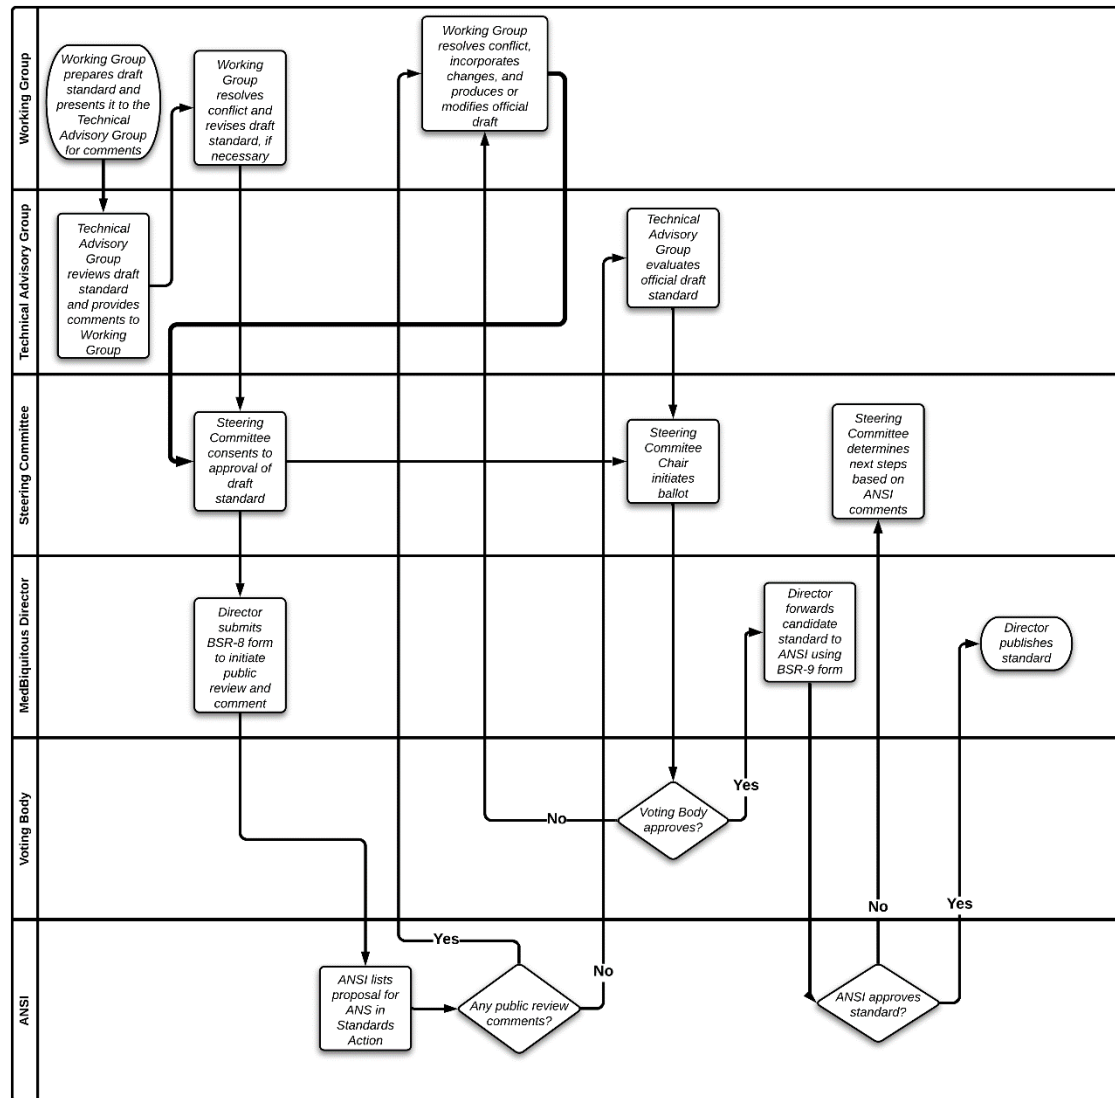 Working Group
Working Group
prepares draft
standard and
presents it to the
Technical
Advisory Group
for comments
Working
Group
resolves
conflict and
revises draft
standard, if
necessary
Working Group
resolves conflict,
incorporates
changes, and
produces or
modifies official
draft
Technical Advisory Group
Technical
Advisory
Group
reviews draft
standard
and provides
comments to
Working
Group
Technical
Advisory
Group
evaluates
official draft
standard
Steering Committee
Steering
Committee
consents to
approval of
draft
standard
Steering
Commitee
Chair
initiates
ballot
Steering
Committee
determines
next steps
based on
ANSI
comments
MedBiquitous Director
Director
submits
BSR-8 form
to initiate
public
review and
comment
Director
forwards
candidate
standard to
ANSI using
BSR-9 form
Director
publishes
standard
Voting Body
No
Voting Body
approves?
Yes
No
Yes
ANSI
ANSI lists
proposal for
ANS in
Standards
Action
Yes
Any public review
comments?
No
ANSI approves
standard?